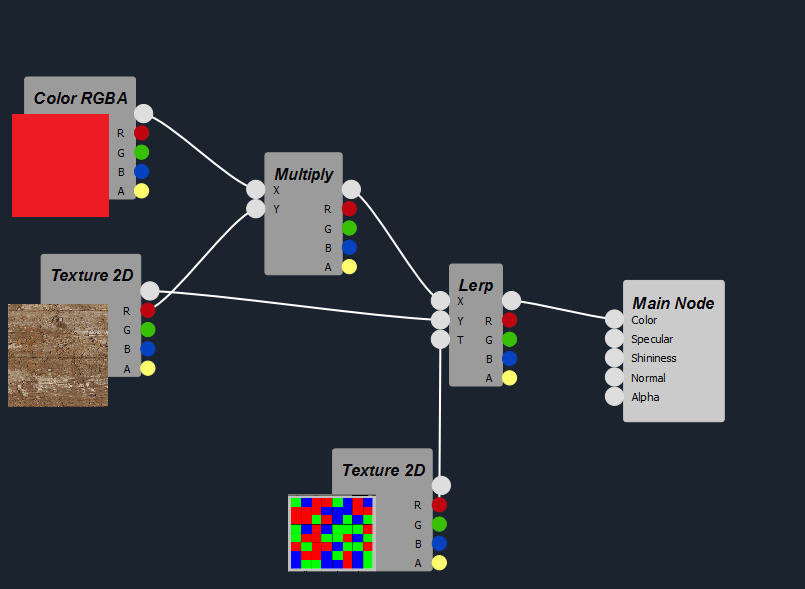 Color RGBA
R
G
B
A
Multiply
X
Y
R
G
B
A
Texture 2D
R
G
B
A
Lerp
X
Y R
T G
B
A
Main Node
Color
Specular
Shininess
Normal
Alpha
Texture 2D
R
G
B
A